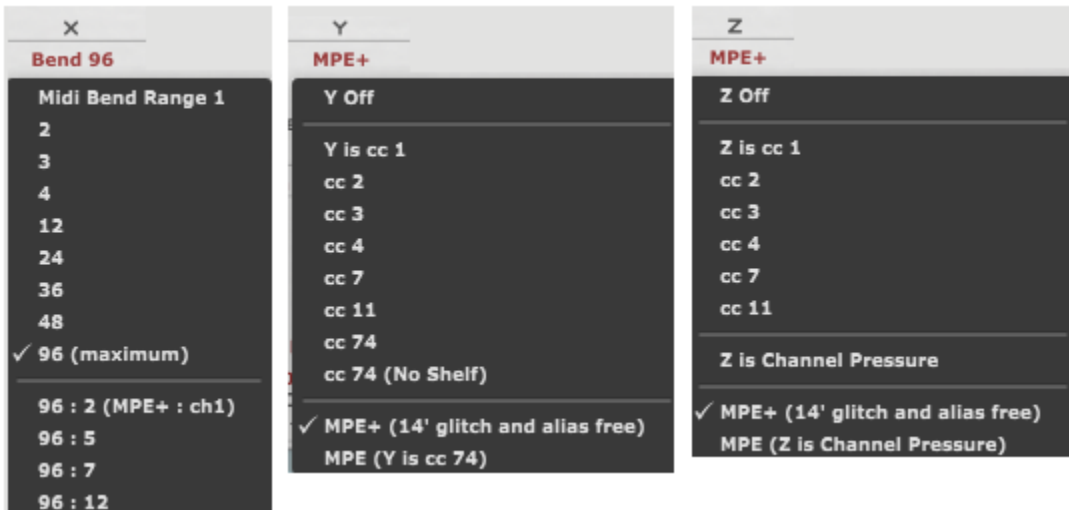 X
Bend 96
Midi Bend Range 1
2
3
4
12
24
36
48
✓ 96 (maximum)
96 : 2 (MPE+ : ch1)
96 : 5
96 : 7
96 : 12
Y
MPE+
Y Off
Y is cc 1
cc 2
cc 3
cc 4
cc 7
cc 11
cc 74
cc 74 (No Shelf)
✓ MPE+ (14' glitch and alias free)
MPE (Y is cc 74)
Z
MPE+
Z Off
Z is cc 1
cc 2
cc 3
cc 4
cc 7
cc 11
Z is Channel Pressure
✓ MPE+ (14' glitch and alias free)
MPE (Z is Channel Pressure)